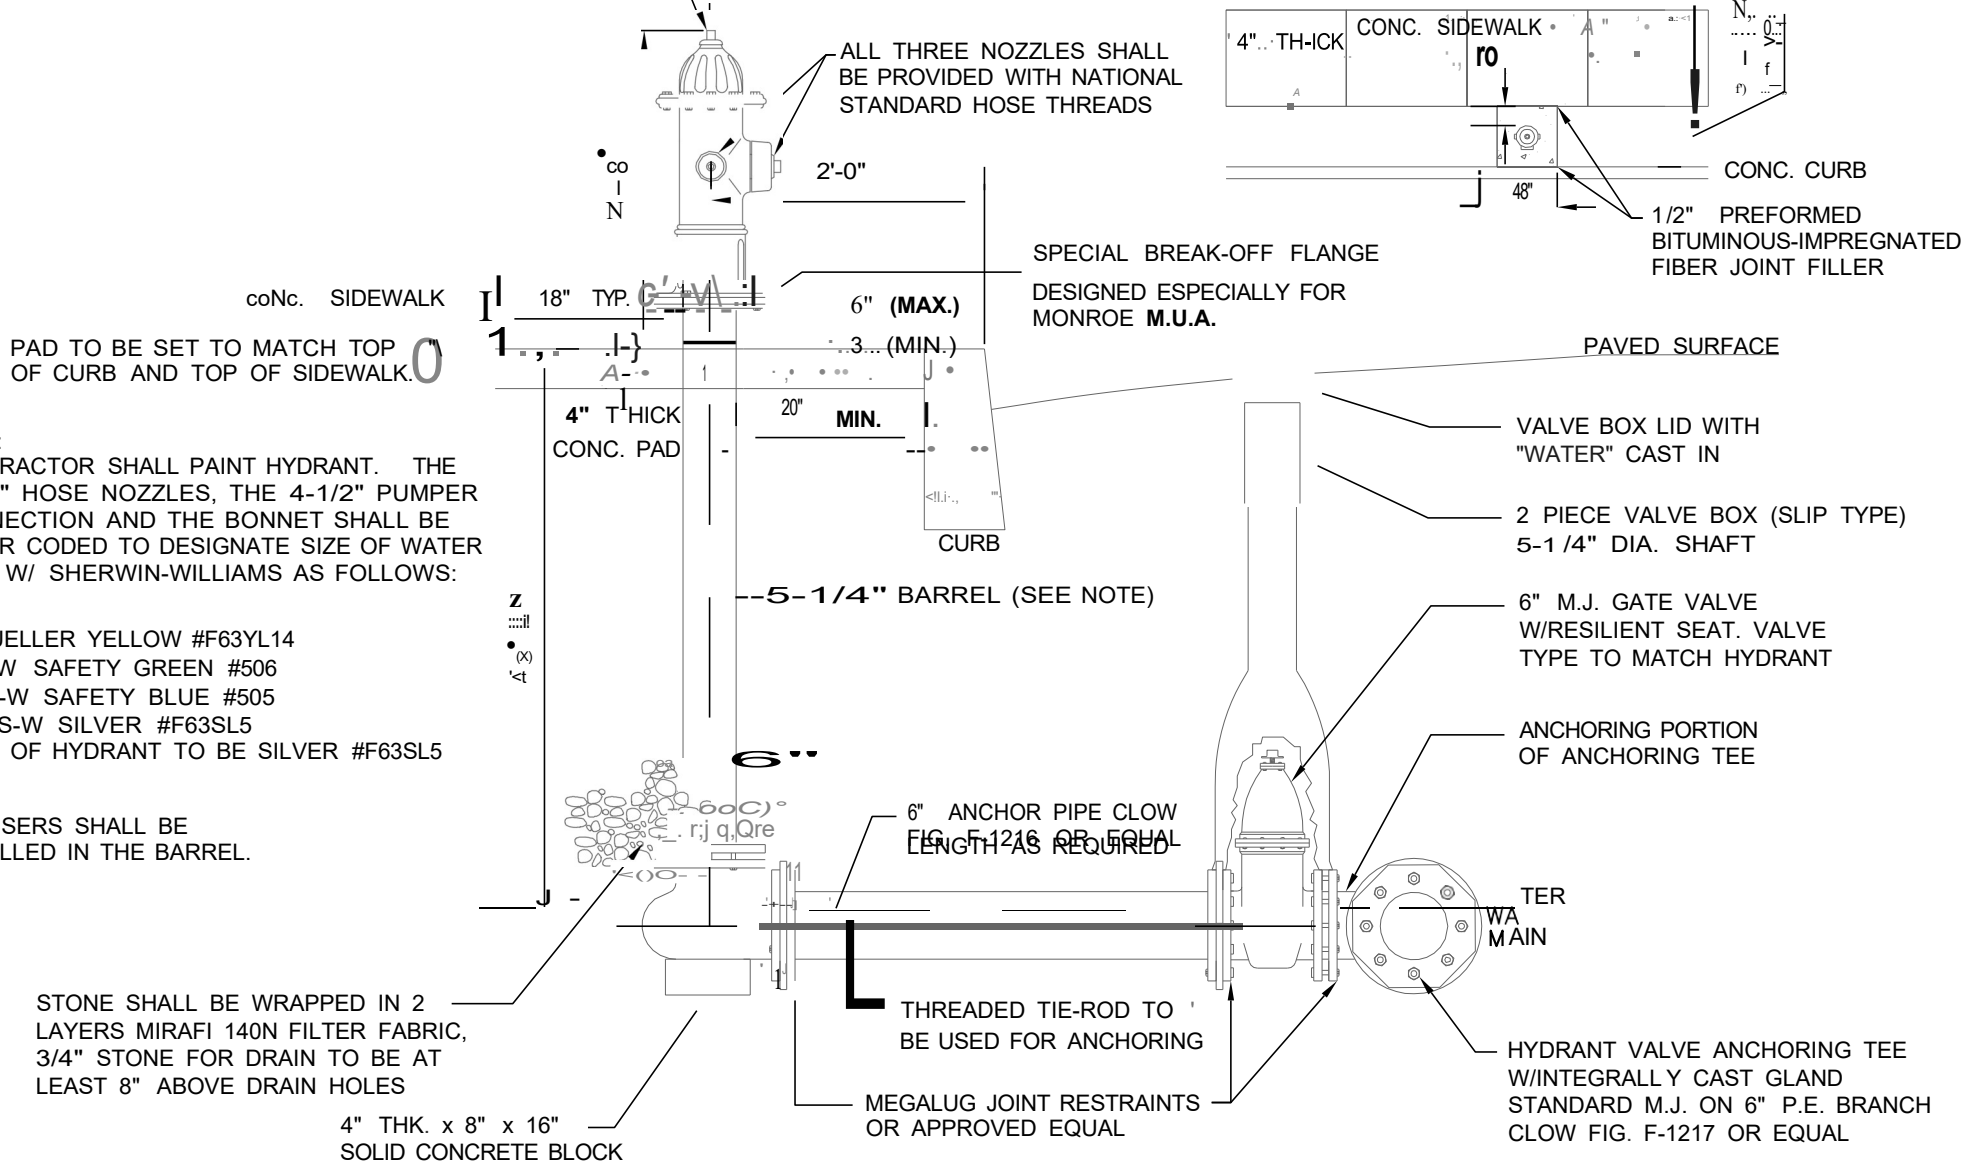 ALL THREE NOZZLES SHALL
BE PROVIDED WITH NATIONAL
STANDARD HOSE THREADS
4" TH-ICK
CONC. SIDEWALK
CONC. CURB
48"
1/2" PREFORMED
BITUMINOUS-IMPREGNATED
FIBER JOINT FILLER
2'-0"
SPECIAL BREAK-OFF FLANGE
DESIGNED ESPECIALLY FOR
MONROE M.U.A.
coNc. SIDEWALK
18" TYP.
6" (MAX.)
3... (MIN.)
PAD TO BE SET TO MATCH TOP
OF CURB AND TOP OF SIDEWALK.
4" THICK
CONC. PAD
20" MIN.
CURB
PAVED SURFACE
VALVE BOX LID WITH
"WATER" CAST IN
2 PIECE VALVE BOX (SLIP TYPE)
5-1/4" DIA. SHAFT
RACTOR SHALL PAINT HYDRANT. THE
" HOSE NOZZLES, THE 4-1/2" PUMPER
NECTION AND THE BONNET SHALL BE
R CODED TO DESIGNATE SIZE OF WATER
W/ SHERWIN-WILLIAMS AS FOLLOWS:
UELLER YELLOW #F63YL14
W SAFETY GREEN #506
-W SAFETY BLUE #505
S-W SILVER #F63SL5
OF HYDRANT TO BE SILVER #F63SL5
SERS SHALL BE
LLED IN THE BARREL.
--5-1/4" BARREL (SEE NOTE)
6" M.J. GATE VALVE
W/RESILIENT SEAT. VALVE
TYPE TO MATCH HYDRANT
ANCHORING PORTION
OF ANCHORING TEE
6"
6" ANCHOR PIPE CLOW
FIG. F-1216 OR EQUAL
LENGTH AS REQUIRED
WATER
MAIN
STONE SHALL BE WRAPPED IN 2
LAYERS MIRAFI 140N FILTER FABRIC,
3/4" STONE FOR DRAIN TO BE AT
LEAST 8" ABOVE DRAIN HOLES
4" THK. x 8" x 16"
SOLID CONCRETE BLOCK
THREADED TIE-ROD TO
BE USED FOR ANCHORING
MEGALUG JOINT RESTRAINTS
OR APPROVED EQUAL
HYDRANT VALVE ANCHORING TEE
W/INTEGRALLY CAST GLAND
STANDARD M.J. ON 6" P.E. BRANCH
CLOW FIG. F-1217 OR EQUAL